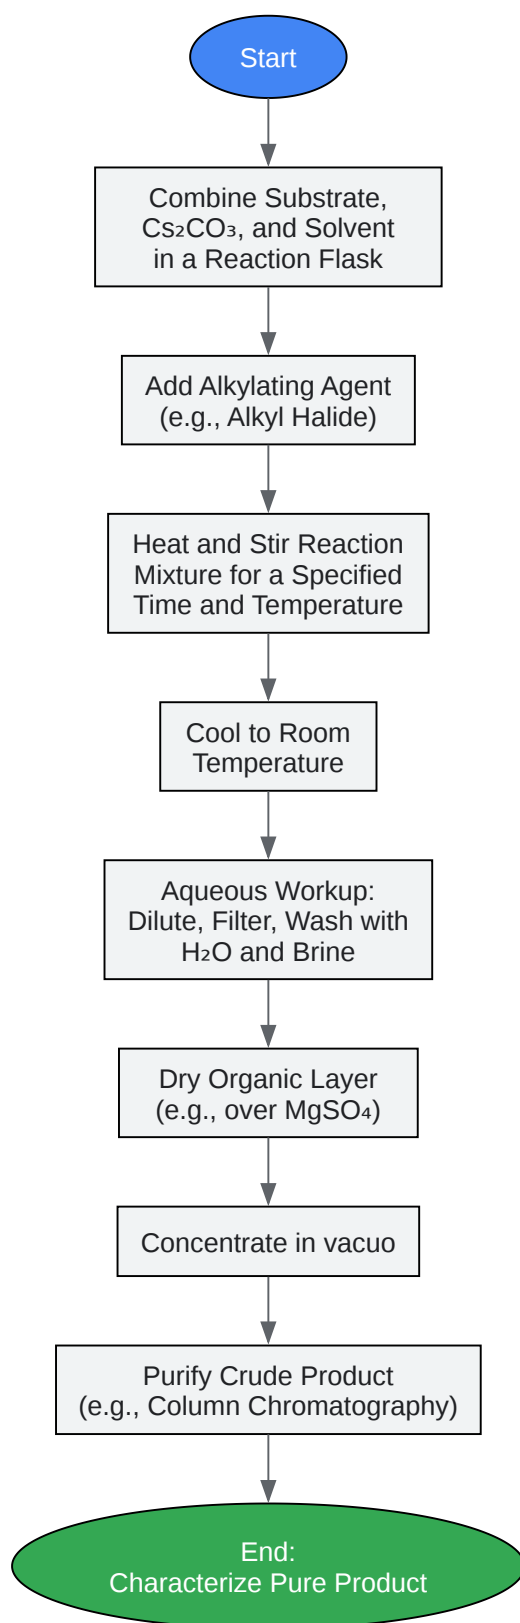 Start
Combine Substrate,
Cs₂CO₃, and Solvent
in a Reaction Flask
Add Alkylating Agent
(e.g., Alkyl Halide)
Heat and Stir Reaction
Mixture for a Specified
Time and Temperature
Cool to Room
Temperature
Aqueous Workup:
Dilute, Filter, Wash with
H₂O and Brine
Dry Organic Layer
(e.g., over MgSO₄)
Concentrate in vacuo
Purify Crude Product
(e.g., Column Chromatography)
End:
Characterize Pure Product